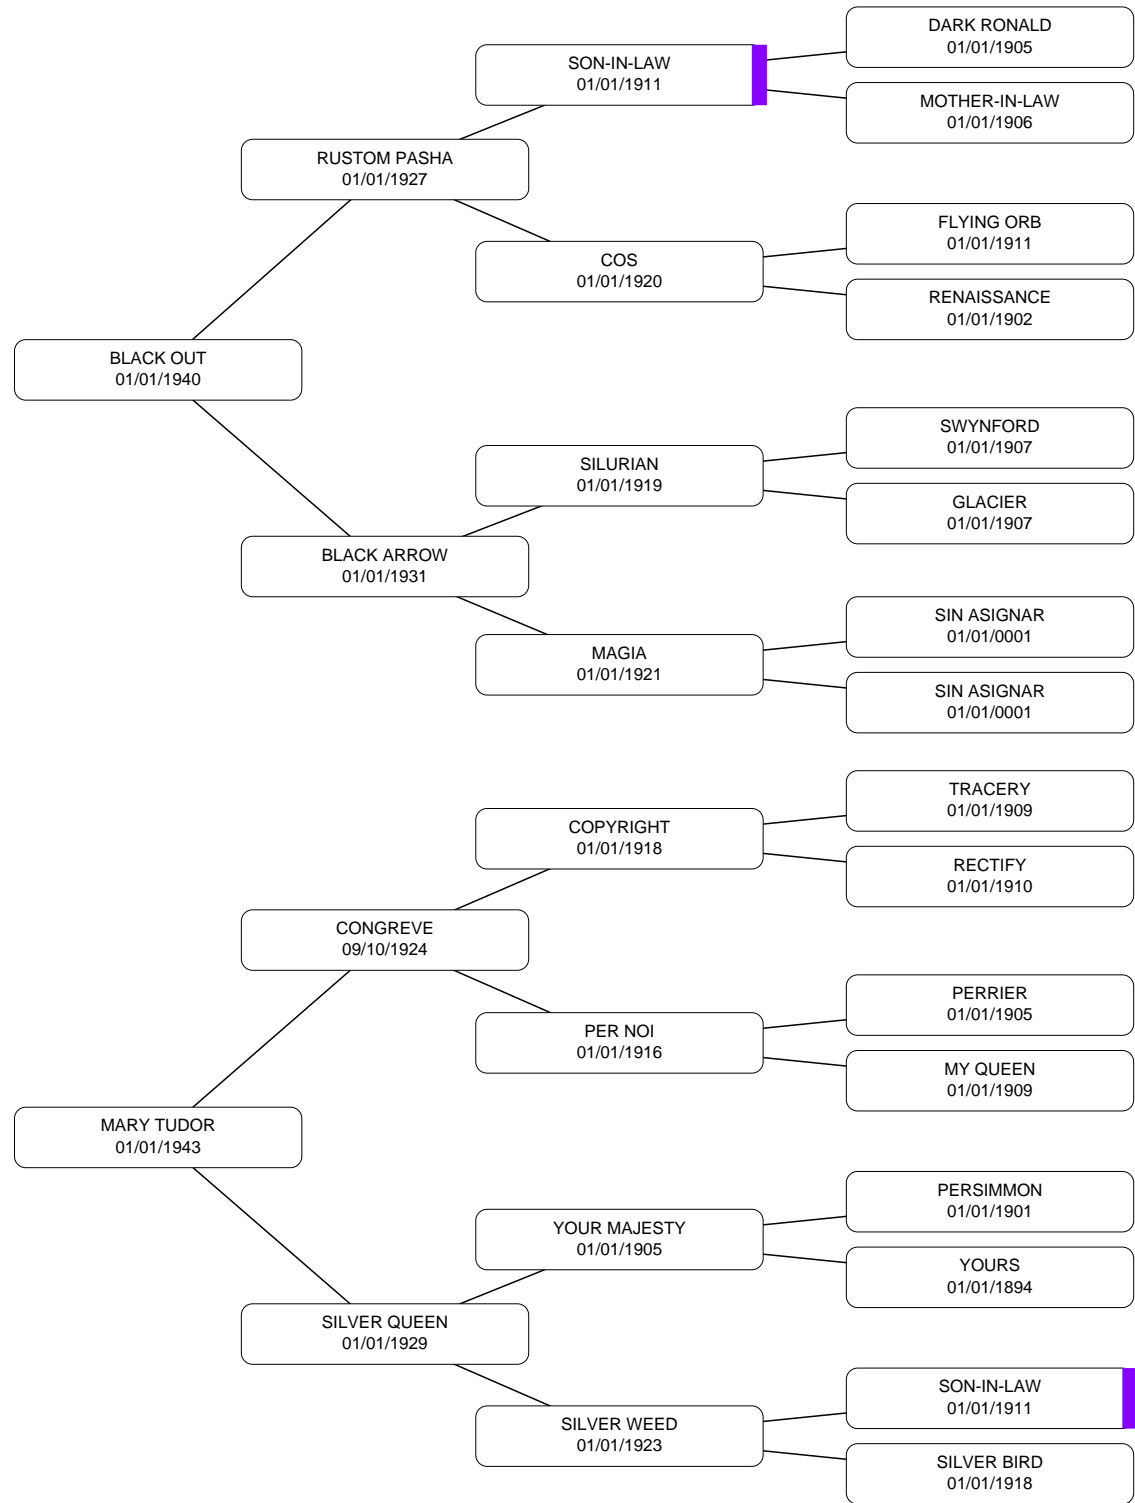 DARK RONALD
01/01/1905
SON-IN-LAW
01/01/1911
MOTHER-IN-LAW
01/01/1906
RUSTOM PASHA
01/01/1927
FLYING ORB
01/01/1911
COS
01/01/1920
RENAISSANCE
01/01/1902
BLACK OUT
01/01/1940
SWYNFORD
01/01/1907
SILURIAN
01/01/1919
GLACIER
01/01/1907
BLACK ARROW
01/01/1931
SIN ASIGNAR
01/01/0001
MAGIA
01/01/1921
SIN ASIGNAR
01/01/0001
TRACERY
01/01/1909
COPYRIGHT
01/01/1918
RECTIFY
01/01/1910
CONGREVE
09/10/1924
PERRIER
01/01/1905
PER NOI
01/01/1916
MY QUEEN
01/01/1909
MARY TUDOR
01/01/1943
PERSIMMON
01/01/1901
YOUR MAJESTY
01/01/1905
YOURS
01/01/1894
SILVER QUEEN
01/01/1929
SON-IN-LAW
01/01/1911
SILVER WEED
01/01/1923
SILVER BIRD
01/01/1918